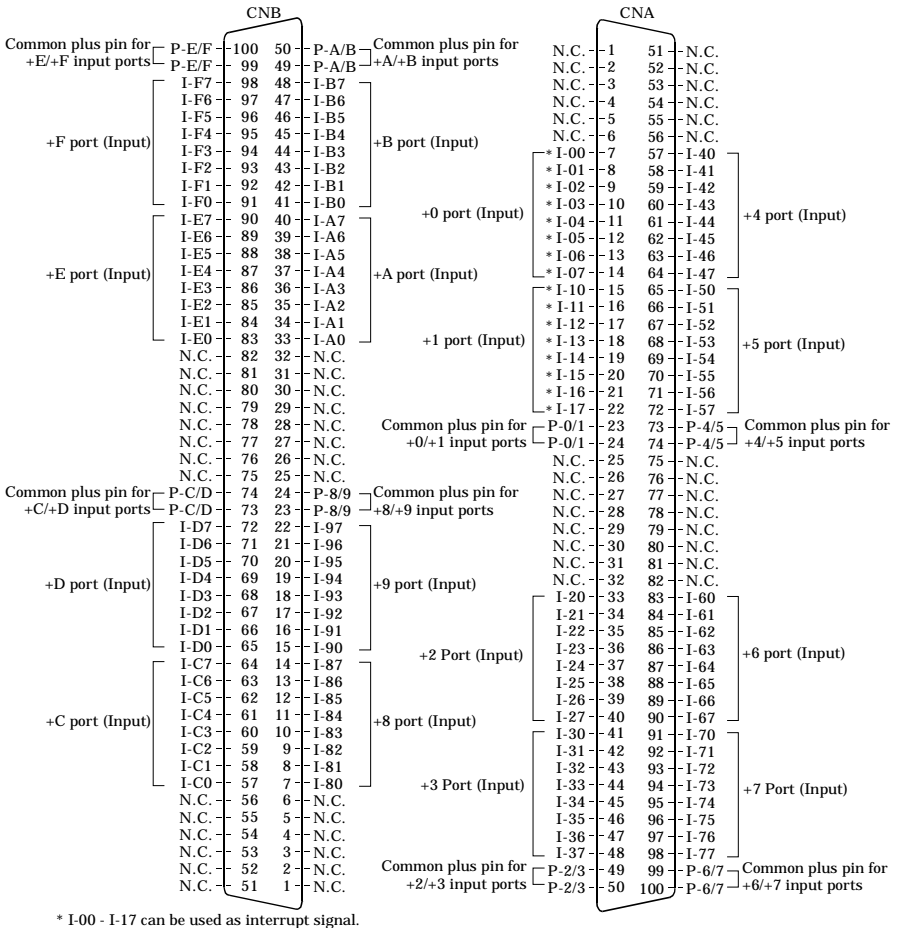 CNB
Common plus pin for
+E/+F input ports
P-E/F 100 50 P-A/B
P-E/F 99 49 P-A/B
Common plus pin for
+A/+B input ports
I-F7 98 48 I-B7
I-F6 97 47 I-B6
I-F5 96 46 I-B5
I-F4 95 45 I-B4
+F port (Input)
+B port (Input)
I-F3 94 44 I-B3
I-F2 93 43 I-B2
I-F1 92 42 I-B1
I-F0 91 41 I-B0
I-E7 90 40 I-A7
I-E6 89 39 I-A6
I-E5 88 38 I-A5
I-E4 87 37 I-A4
+E port (Input)
+A port (Input)
I-E3 86 36 I-A3
I-E2 85 35 I-A2
I-E1 84 34 I-A1
I-E0 83 33 I-A0
N.C. 82 32 N.C.
N.C. 81 31 N.C.
N.C. 80 30 N.C.
N.C. 79 29 N.C.
N.C. 78 28 N.C.
N.C. 77 27 N.C.
N.C. 76 26 N.C.
N.C. 75 25 N.C.
Common plus pin for
+C/+D input ports
P-C/D 74 24 P-8/9
P-C/D 73 23 P-8/9
Common plus pin for
+8/+9 input ports
I-D7 72 22 I-97
I-D6 71 21 I-96
I-D5 70 20 I-95
I-D4 69 19 I-94
+D port (Input)
+9 port (Input)
I-D3 68 18 I-93
I-D2 67 17 I-92
I-D1 66 16 I-91
I-D0 65 15 I-90
I-C7 64 14 I-87
I-C6 63 13 I-86
I-C5 62 12 I-85
I-C4 61 11 I-84
+C port (Input)
+8 port (Input)
I-C3 60 10 I-83
I-C2 59 9 I-82
I-C1 58 8 I-81
I-C0 57 7 I-80
N.C. 56 6 N.C.
N.C. 55 5 N.C.
N.C. 54 4 N.C.
N.C. 53 3 N.C.
N.C. 52 2 N.C.
N.C. 51 1 N.C.
CNA
N.C. 1 51 N.C.
N.C. 2 52 N.C.
N.C. 3 53 N.C.
N.C. 4 54 N.C.
N.C. 5 55 N.C.
N.C. 6 56 N.C.
* I-00 7 57 I-40
* I-01 8 58 I-41
* I-02 9 59 I-42
* I-03 10 60 I-43
+0 port (Input)
+4 port (Input)
* I-04 11 61 I-44
* I-05 12 62 I-45
* I-06 13 63 I-46
* I-07 14 64 I-47
* I-10 15 65 I-50
* I-11 16 66 I-51
* I-12 17 67 I-52
* I-13 18 68 I-53
+1 port (Input)
+5 port (Input)
* I-14 19 69 I-54
* I-15 20 70 I-55
* I-16 21 71 I-56
* I-17 22 72 I-57
Common plus pin for
+0/+1 input ports
P-0/1 23 73 P-4/5
P-0/1 24 74 P-4/5
Common plus pin for
+4/+5 input ports
N.C. 25 75 N.C.
N.C. 26 76 N.C.
N.C. 27 77 N.C.
N.C. 28 78 N.C.
N.C. 29 79 N.C.
N.C. 30 80 N.C.
N.C. 31 81 N.C.
N.C. 32 82 N.C.
I-20 33 83 I-60
I-21 34 84 I-61
I-22 35 85 I-62
I-23 36 86 I-63
+2 Port (Input)
+6 port (Input)
I-24 37 87 I-64
I-25 38 88 I-65
I-26 39 89 I-66
I-27 40 90 I-67
I-30 41 91 I-70
I-31 42 92 I-71
I-32 43 93 I-72
I-33 44 94 I-73
+3 Port (Input)
+7 Port (Input)
I-34 45 95 I-74
I-35 46 96 I-75
I-36 47 97 I-76
I-37 48 98 I-77
Common plus pin for
+2/+3 input ports
P-2/3 49 99 P-6/7
P-2/3 50 100 P-6/7
Common plus pin for
+6/+7 input ports
* I-00 - I-17 can be used as interrupt signal.